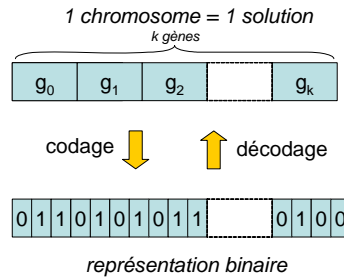 1 chromosome = 1 solution
k gènes
g0 g1 g2 gk
codage décodage
0 1 1 0 1 0 1 0 1 1 0 1 0 0
représentation binaire